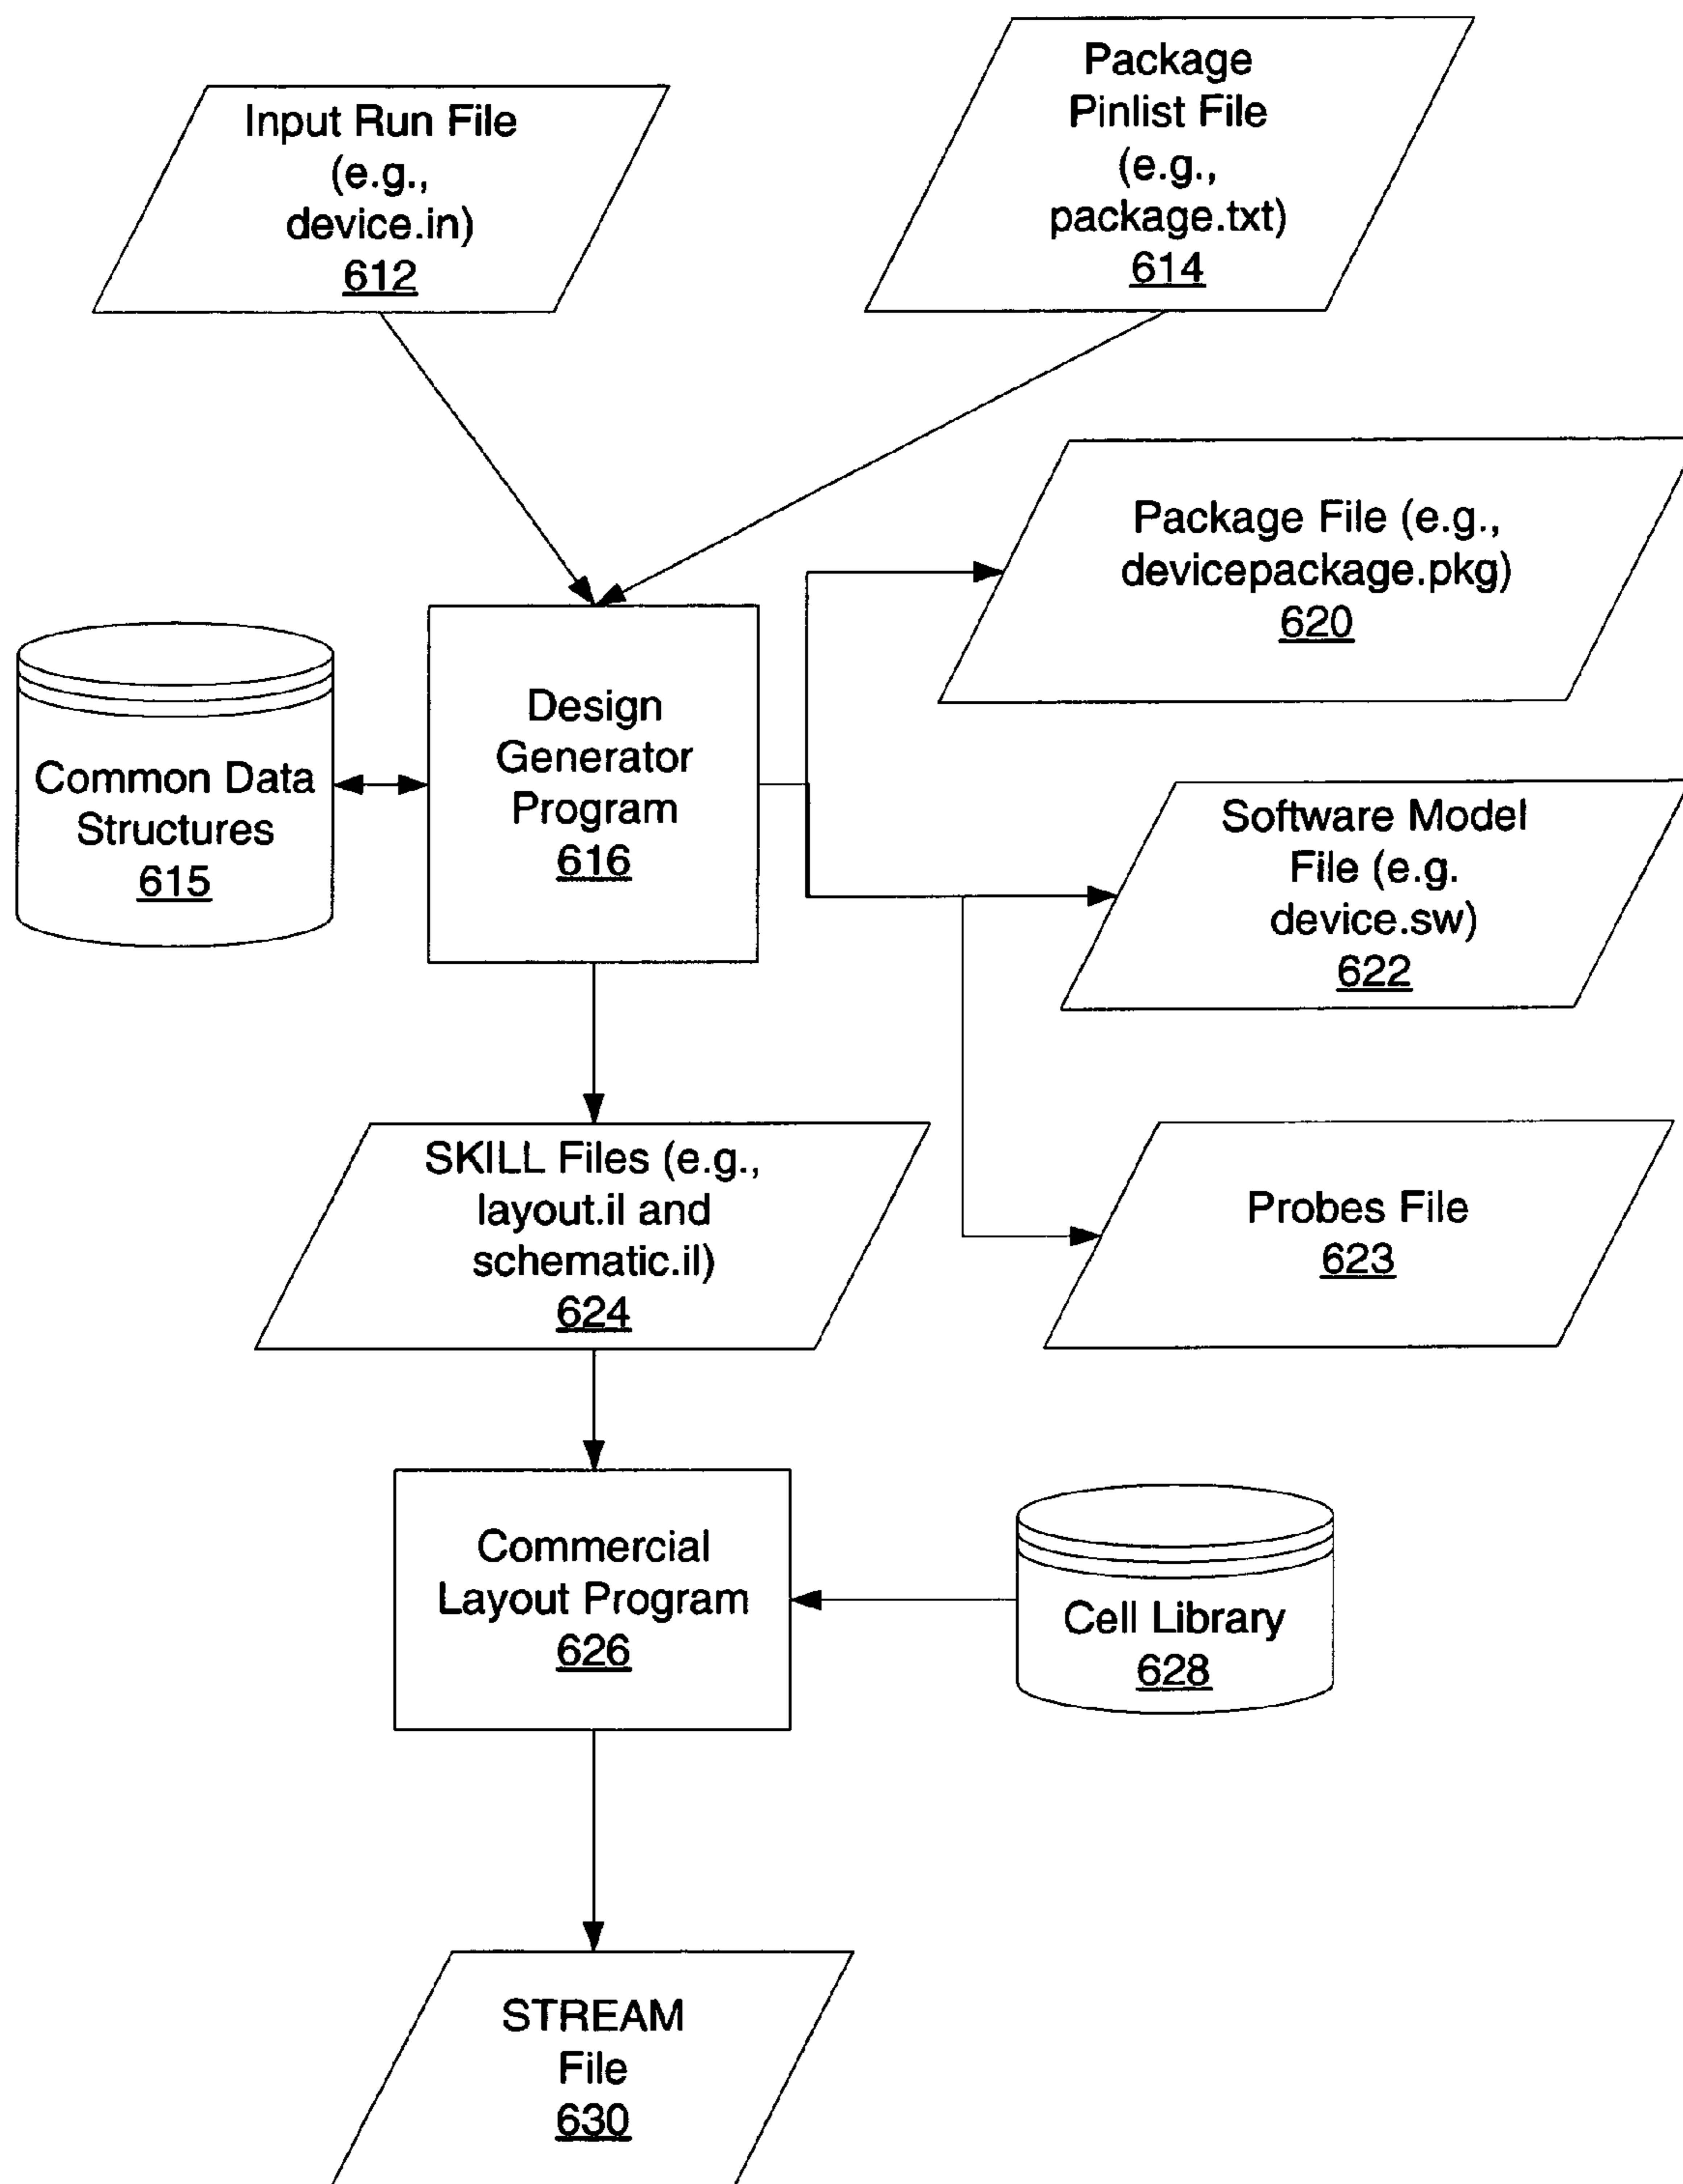 Input Run File
(e.g.,
device.in)
612
Package
Pinlist File
(e.g.,
package.txt)
614
Package File (e.g.,
devicepackage.pkg)
620
Common Data
Structures
615
Design
Generator
Program
616
Software Model
File (e.g.
device.sw)
622
SKILL Files (e.g.,
layout.il and
schematic.il)
624
Probes File
623
Commercial
Layout Program
626
Cell Library
628
STREAM
File
630